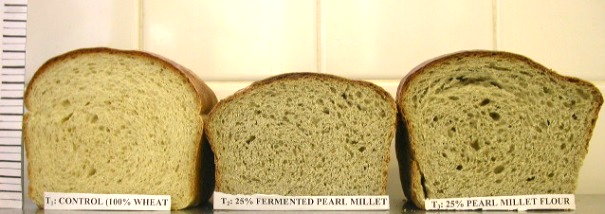 T₁: CONTROL (100% WHEAT
T₂: 25% FERMENTED PEARL MILLET
T₃: 25% PEARL MILLET FLOUR